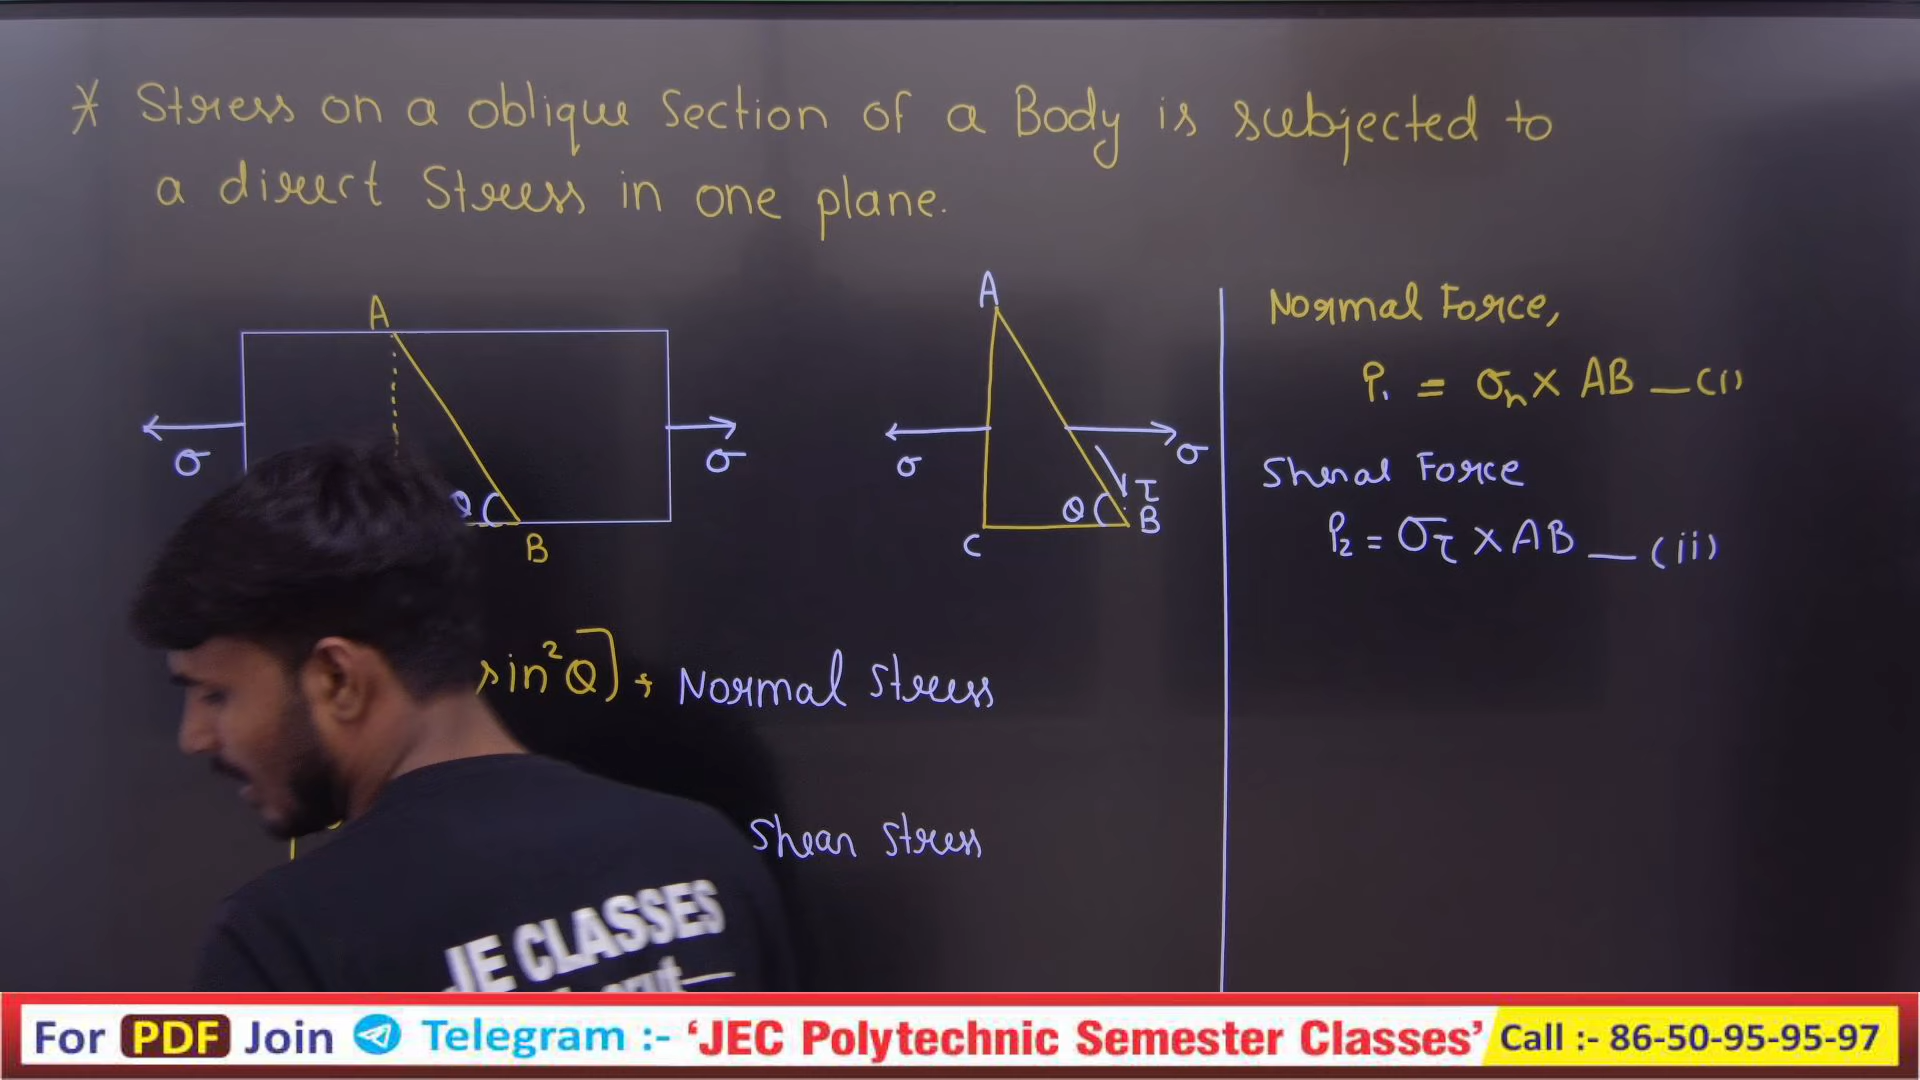 * Stress on a oblique section of a Body is subjected to
a direct Stress in one plane.
A
σ
σ
θ
B
A
σ
σ
τ
θ
B
C
sin²θ] → Normal stress
Shear stress
Normal Force,
P₁ = σn × AB — (i)
Shear Force
P₂ = στ × AB — (ii)
JE CLASSES
For PDF Join Telegram :- 'JEC Polytechnic Semester Classes' Call :- 86-50-95-95-97